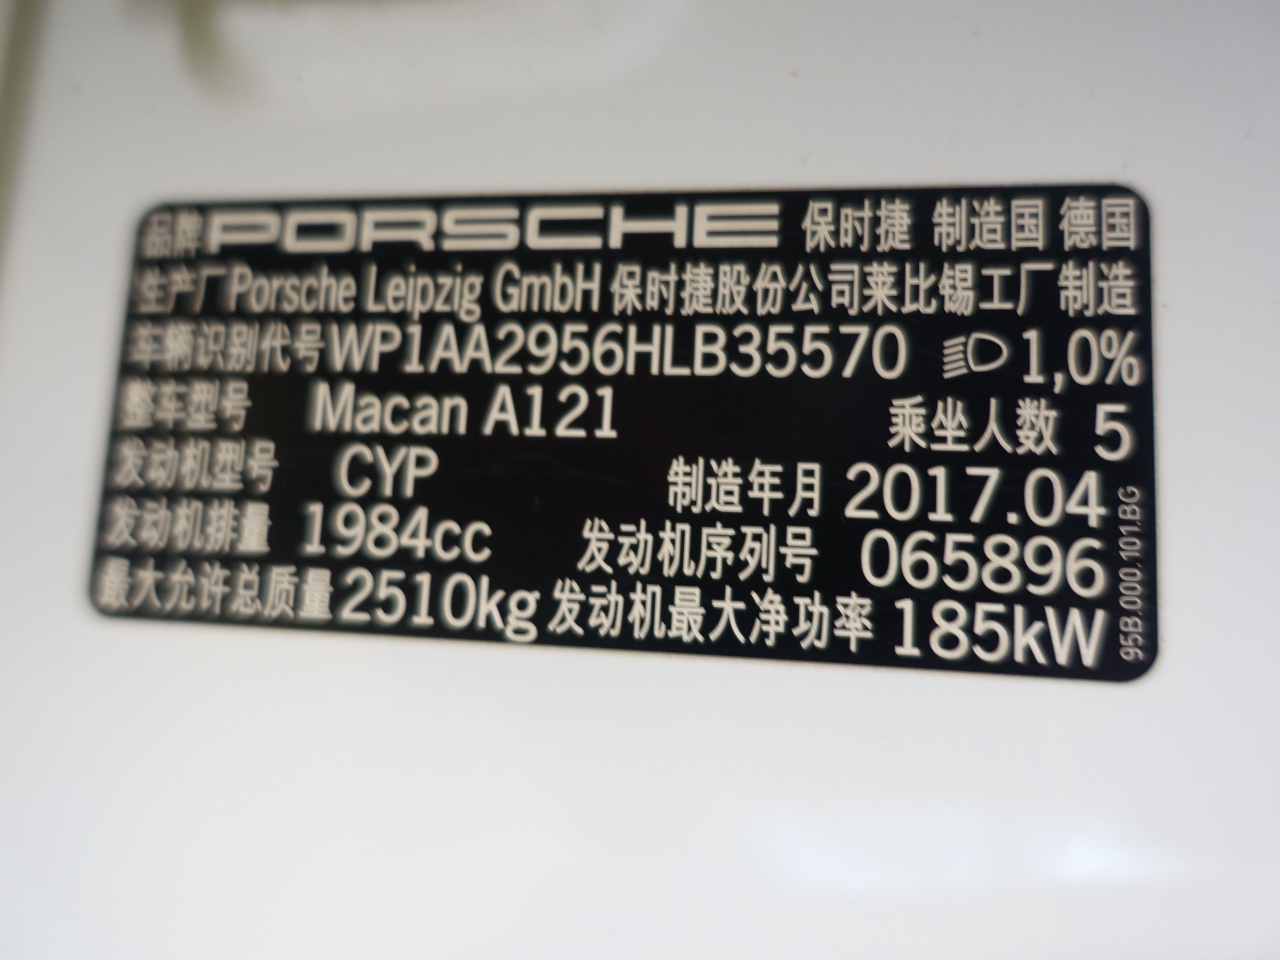 品牌 PORSCHE 保时捷 制造国 德国
生产厂 Porsche Leipzig GmbH 保时捷股份公司莱比锡工厂制造
车辆识别代号 WP1AA2956HLB35570 1,0%
整车型号 Macan A121 乘坐人数 5
发动机型号 CYP 制造年月 2017.04
发动机排量 1984cc 发动机序列号 065896
最大允许总质量 2510kg 发动机最大净功率 185kW
95B.000.101.BG